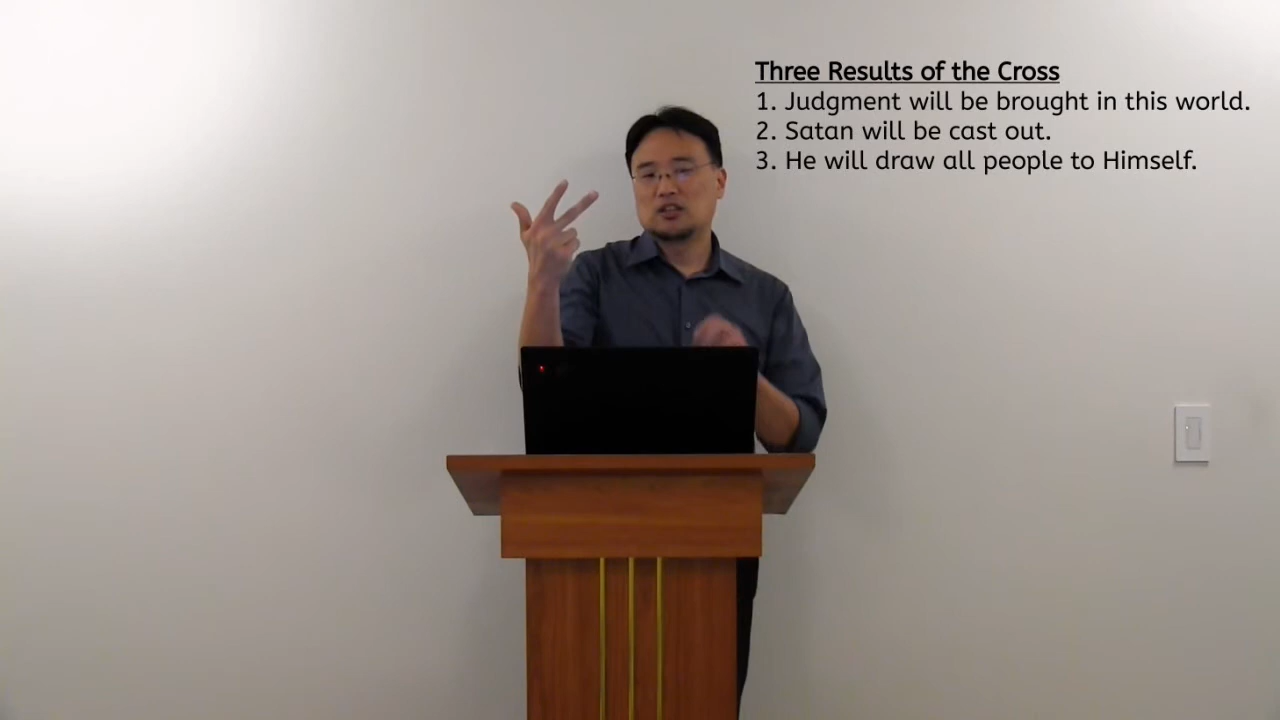 Three Results of the Cross
1. Judgment will be brought in this world.
2. Satan will be cast out.
3. He will draw all people to Himself.